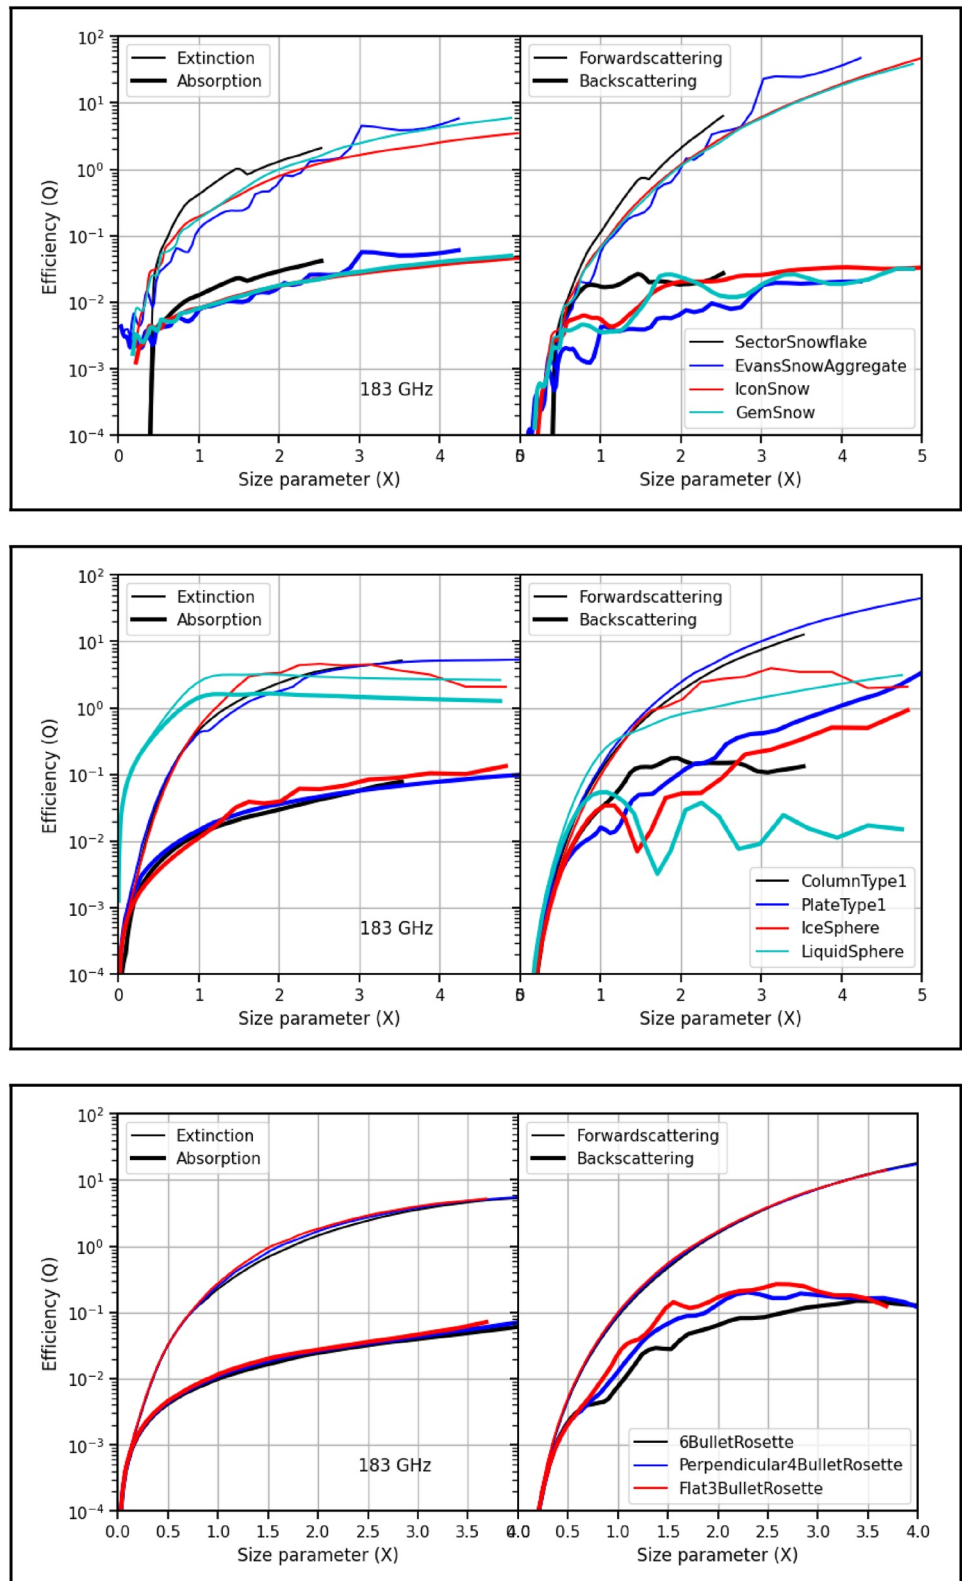 10²
10¹
10⁰
10⁻¹
10⁻²
10⁻³
10⁻⁴
Efficiency (Q)
Extinction
Absorption
183 GHz
0 1 2 3 4 5
Size parameter (X)
Forwardscattering
Backscattering
SectorSnowflake
EvansSnowAggregate
IconSnow
GemSnow
0 1 2 3 4 5
Size parameter (X)
10²
10¹
10⁰
10⁻¹
10⁻²
10⁻³
10⁻⁴
Efficiency (Q)
Extinction
Absorption
183 GHz
0 1 2 3 4 5
Size parameter (X)
Forwardscattering
Backscattering
ColumnType1
PlateType1
IceSphere
LiquidSphere
0 1 2 3 4 5
Size parameter (X)
10²
10¹
10⁰
10⁻¹
10⁻²
10⁻³
10⁻⁴
Efficiency (Q)
Extinction
Absorption
183 GHz
0.0 0.5 1.0 1.5 2.0 2.5 3.0 3.5 4.0
Size parameter (X)
Forwardscattering
Backscattering
6BulletRosette
Perpendicular4BulletRosette
Flat3BulletRosette
0.0 0.5 1.0 1.5 2.0 2.5 3.0 3.5 4.0
Size parameter (X)